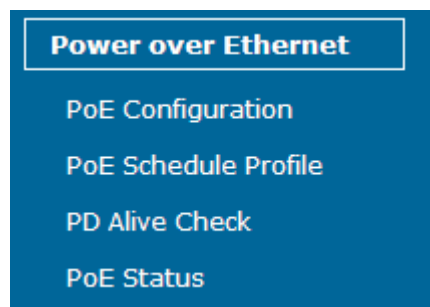 Power over Ethernet
PoE Configuration
PoE Schedule Profile
PD Alive Check
PoE Status